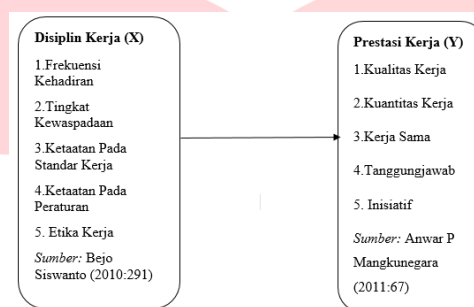 Disiplin Kerja (X)
1.Frekuensi
Kehadiran
2.Tingkat
Kewaspadaan
3.Ketaatan Pada
Standar Kerja
4.Ketaatan Pada
Peraturan
5. Etika Kerja
Sumber: Bejo
Siswanto (2010:291)
Prestasi Kerja (Y)
1.Kualitas Kerja
2.Kuantitas Kerja
3.Kerja Sama
4.Tanggungjawab
5. Inisiatif
Sumber: Anwar P
Mangkunegara
(2011:67)